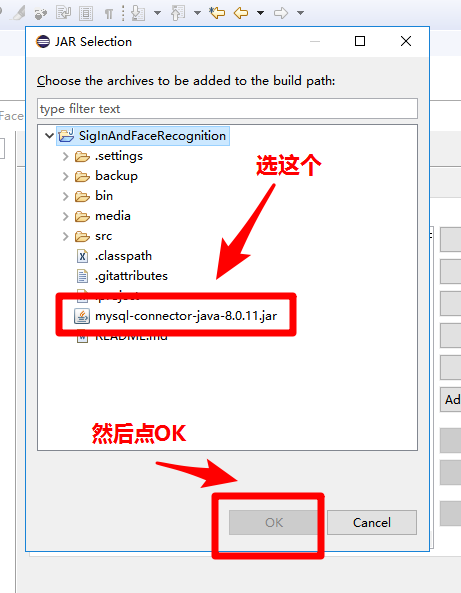 JAR Selection
Choose the archives to be added to the build path:
type filter text
SigInAndFaceRecognition
.settings
backup
bin
media
src
.classpath
.gitattributes
.project
mysql-connector-java-8.0.11.jar
README.md
选这个
然后点OK
OK
Cancel
Face
Ad